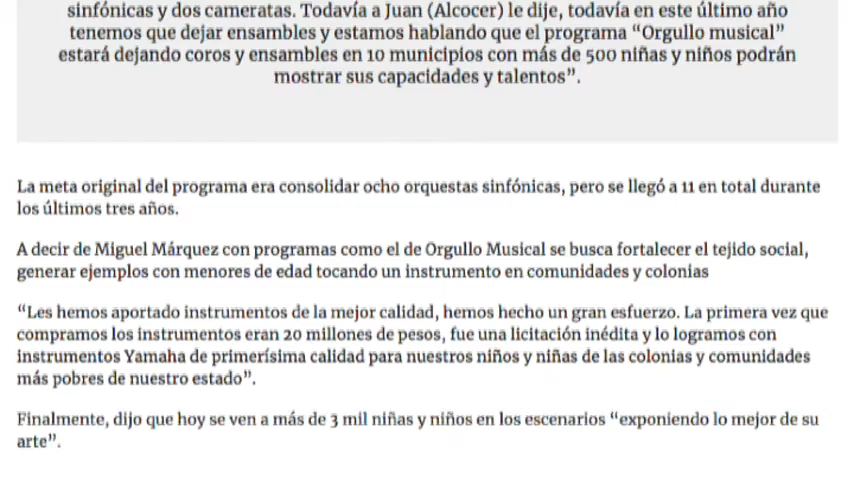 sinfónicas y dos cameratas. Todavía a Juan (Alcocer) le dije, todavía en este último año
tenemos que dejar ensambles y estamos hablando que el programa “Orgullo musical”
estará dejando coros y ensambles en 10 municipios con más de 500 niñas y niños podrán
mostrar sus capacidades y talentos”.
La meta original del programa era consolidar ocho orquestas sinfónicas, pero se llegó a 11 en total durante
los últimos tres años.
A decir de Miguel Márquez con programas como el de Orgullo Musical se busca fortalecer el tejido social,
generar ejemplos con menores de edad tocando un instrumento en comunidades y colonias
“Les hemos aportado instrumentos de la mejor calidad, hemos hecho un gran esfuerzo. La primera vez que
compramos los instrumentos eran 20 millones de pesos, fue una licitación inédita y lo logramos con
instrumentos Yamaha de primerísima calidad para nuestros niños y niñas de las colonias y comunidades
más pobres de nuestro estado”.
Finalmente, dijo que hoy se ven a más de 3 mil niñas y niños en los escenarios “exponiendo lo mejor de su
arte”.